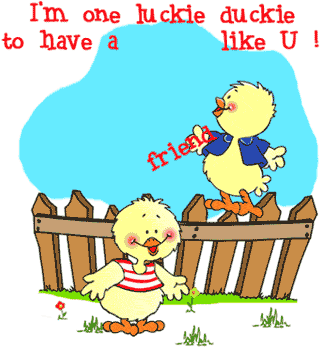 I'm one luckie duckie
to have a like U !
friend